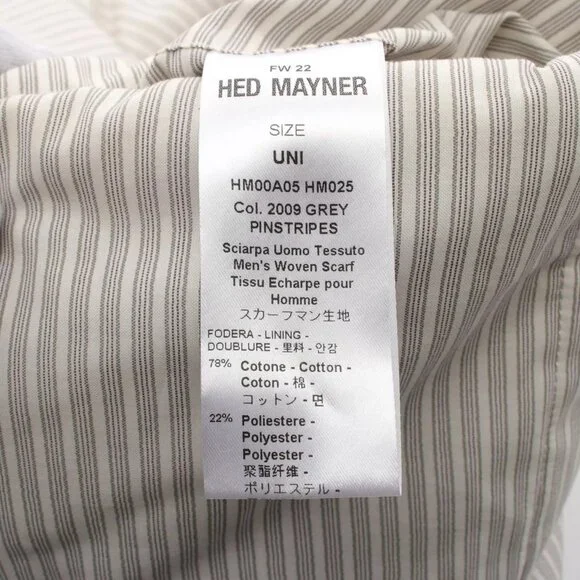 FW 22
HED MAYNER
SIZE
UNI
HM00A05 HM025
Col. 2009 GREY
PINSTRIPES
Sciarpa Uomo Tessuto
Men's Woven Scarf
Tissu Echarpe pour
Homme
スカーフマン生地
FODERA - LINING -
DOUBLURE - 里料 - 안감
78% Cotone - Cotton -
Coton - 棉 -
コットン - 면
22% Poliestere -
Polyester -
Polyester -
聚酯纤维 -
ポリエステル -